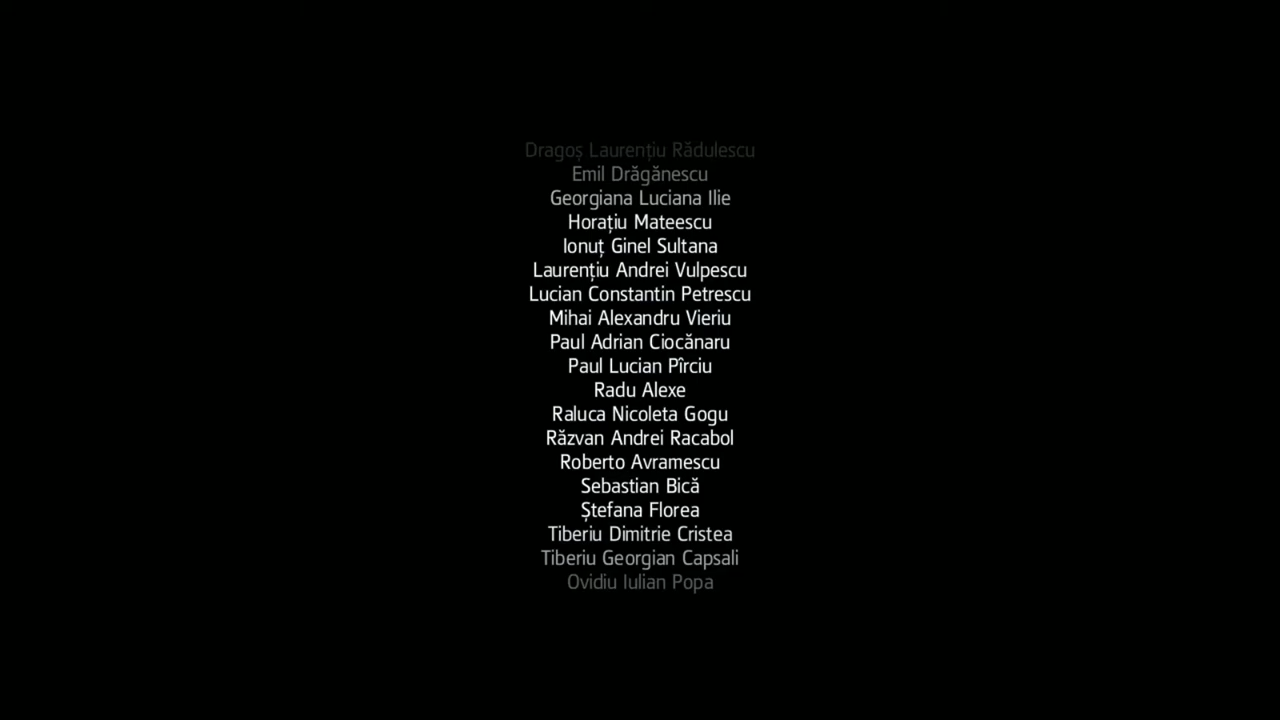 Dragoș Laurențiu Rădulescu
Emil Drăgănescu
Georgiana Luciana Ilie
Horațiu Mateescu
Ionuț Ginel Sultana
Laurențiu Andrei Vulpescu
Lucian Constantin Petrescu
Mihai Alexandru Vieriu
Paul Adrian Ciocănaru
Paul Lucian Pîrciu
Radu Alexe
Raluca Nicoleta Gogu
Răzvan Andrei Racabol
Roberto Avramescu
Sebastian Bică
Ștefana Florea
Tiberiu Dimitrie Cristea
Tiberiu Georgian Capsali
Ovidiu Iulian Popa